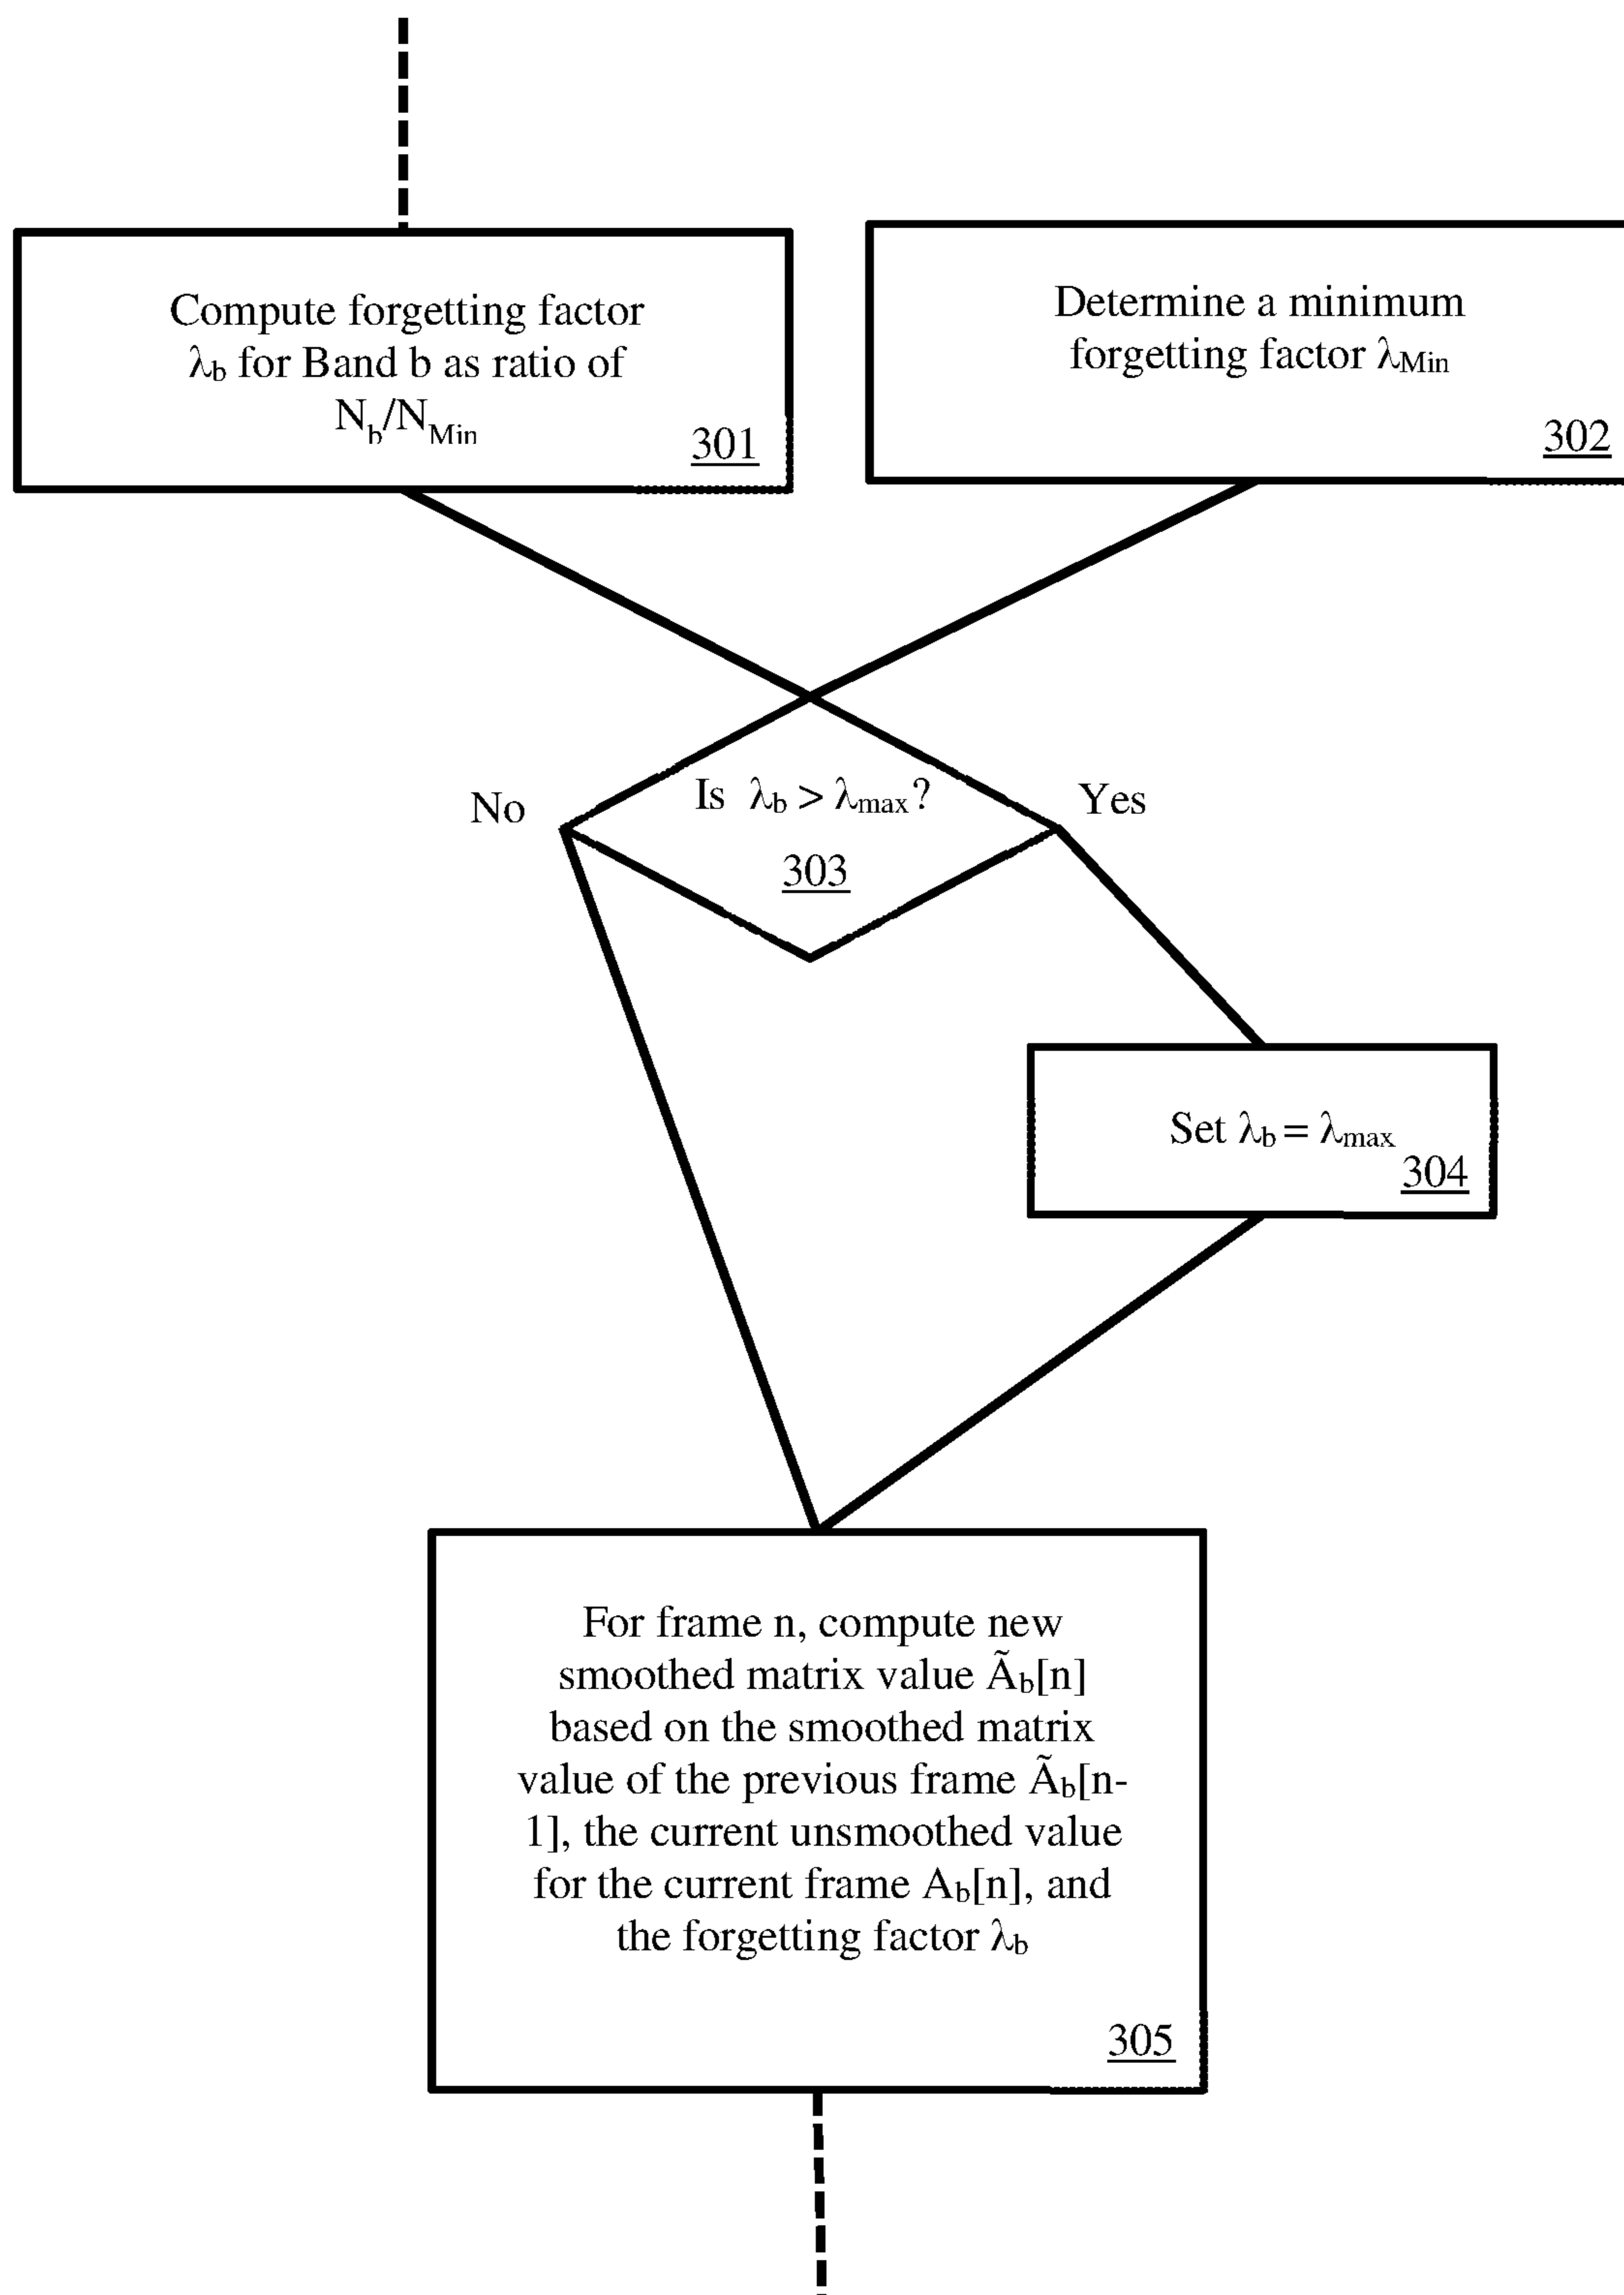 Compute forgetting factor
λb for Band b as ratio of
Nb/NMin
301
Determine a minimum
forgetting factor λMin
302
No
Is λb > λmax?
Yes
303
Set λb = λmax
304
For frame n, compute new
smoothed matrix value Ãb[n]
based on the smoothed matrix
value of the previous frame Ãb[n-
1], the current unsmoothed value
for the current frame Ab[n], and
the forgetting factor λb
305